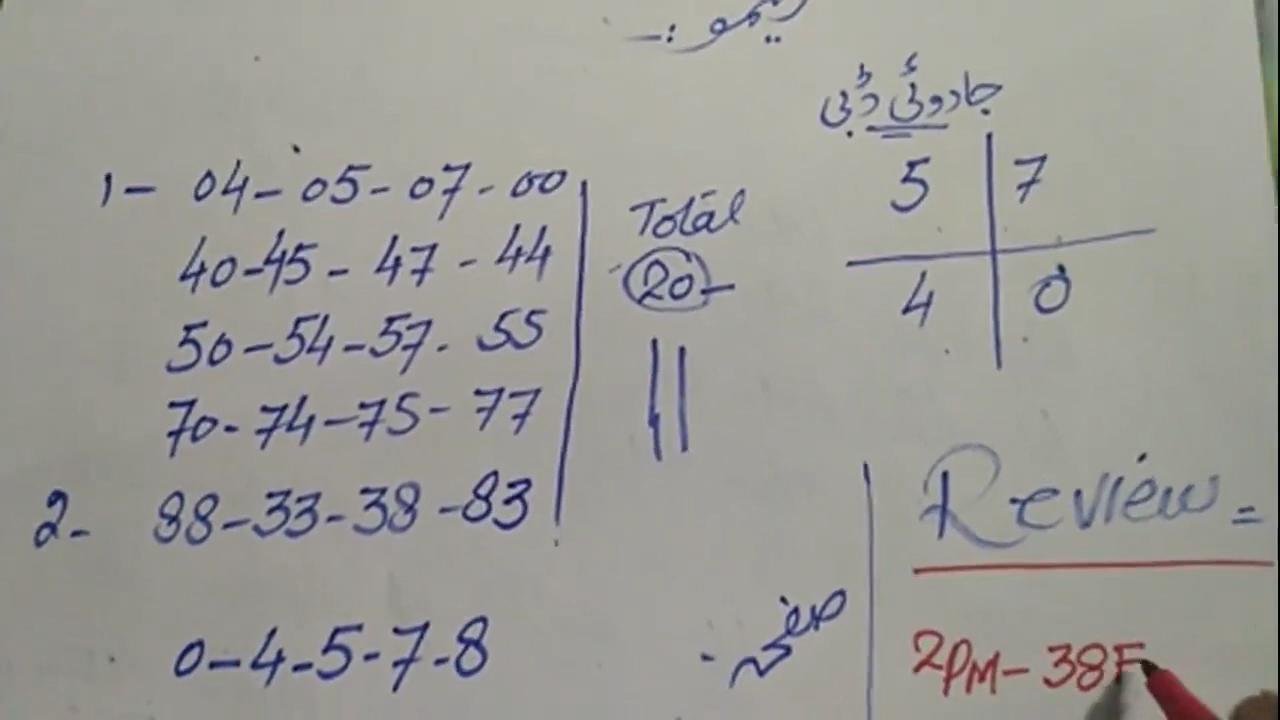 1- 04-05-07-00
40-45-47-44
50-54-57-55
70-74-75-77
2- 88-33-38-83
0-4-5-7-8
Total
20
جادوئی ڈبی
5 7
4 0
Review =
2PM-38F